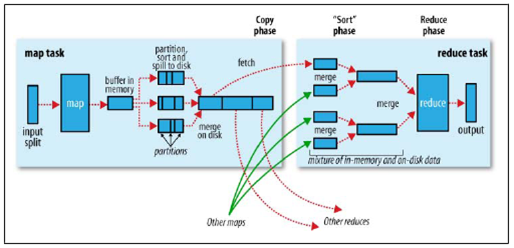 Copy
phase
"Sort"
phase
Reduce
phase
map task
reduce task
partition,
sort and
spill to disk
fetch
buffer in
memory
map
input
split
merge
on disk
partitions
merge
merge
merge
reduce
output
mixture of in-memory and on-disk data
Other maps
Other reduces